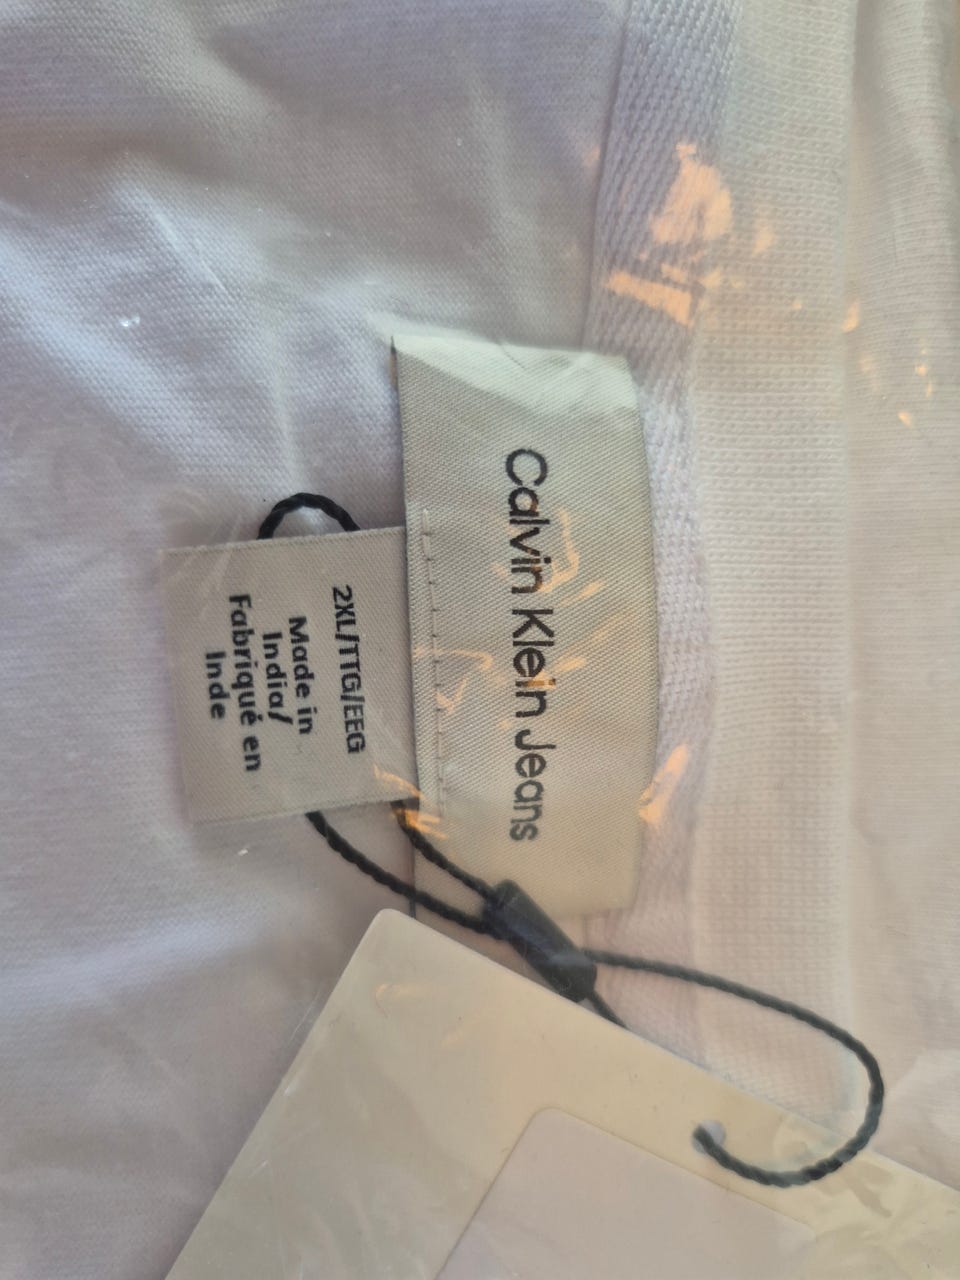 Calvin Klein Jeans
2XL/TTG/EEG
Made in
India/
Fabriqué en
Inde